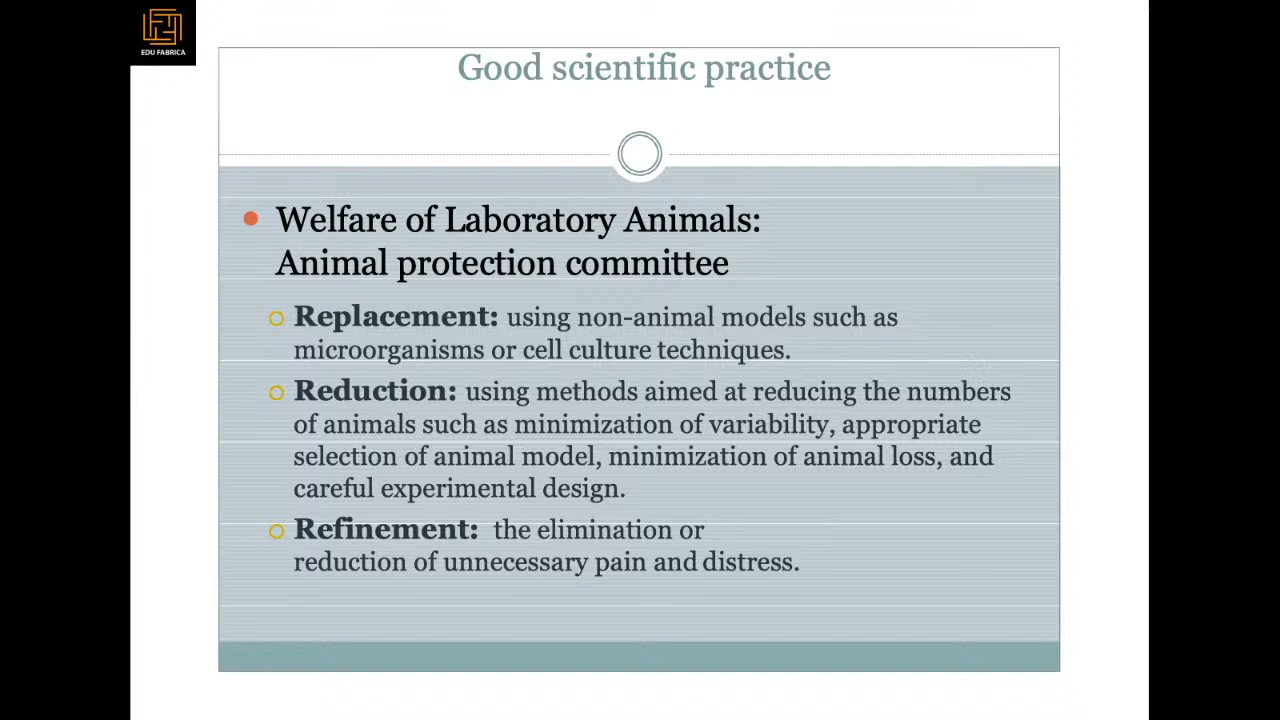 EDU FABRICA
Good scientific practice
Welfare of Laboratory Animals:
Animal protection committee
Replacement: using non-animal models such as
microorganisms or cell culture techniques.
Reduction: using methods aimed at reducing the numbers
of animals such as minimization of variability, appropriate
selection of animal model, minimization of animal loss, and
careful experimental design.
Refinement: the elimination or
reduction of unnecessary pain and distress.